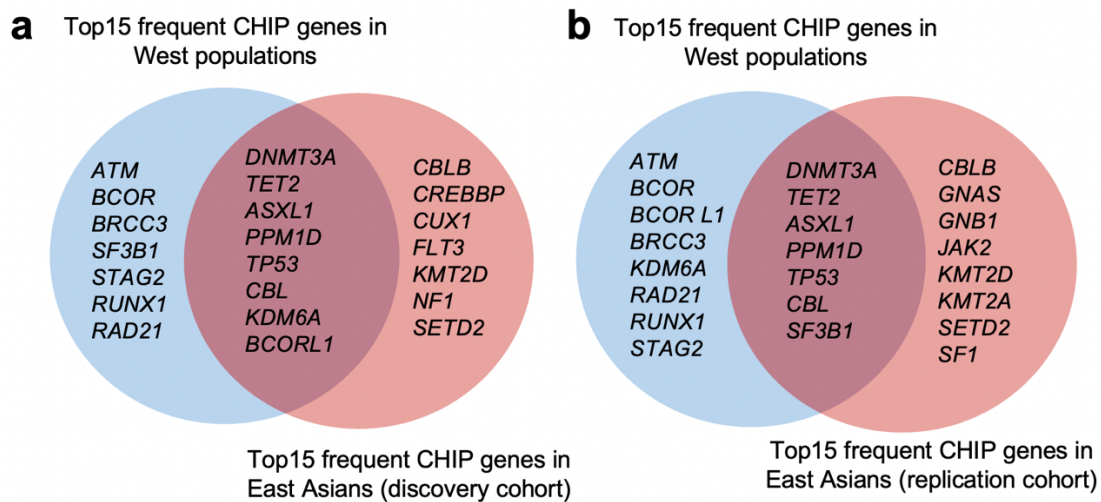 a
Top15 frequent CHIP genes in
West populations
ATM
BCOR
BRCC3
SF3B1
STAG2
RUNX1
RAD21
DNMT3A
TET2
ASXL1
PPM1D
TP53
CBL
KDM6A
BCORL1
CBLB
CREBBP
CUX1
FLT3
KMT2D
NF1
SETD2
Top15 frequent CHIP genes in
East Asians (discovery cohort)
b
Top15 frequent CHIP genes in
West populations
ATM
BCOR
BCOR L1
BRCC3
KDM6A
RAD21
RUNX1
STAG2
DNMT3A
TET2
ASXL1
PPM1D
TP53
CBL
SF3B1
CBLB
GNAS
GNB1
JAK2
KMT2D
KMT2A
SETD2
SF1
Top15 frequent CHIP genes in
East Asians (replication cohort)